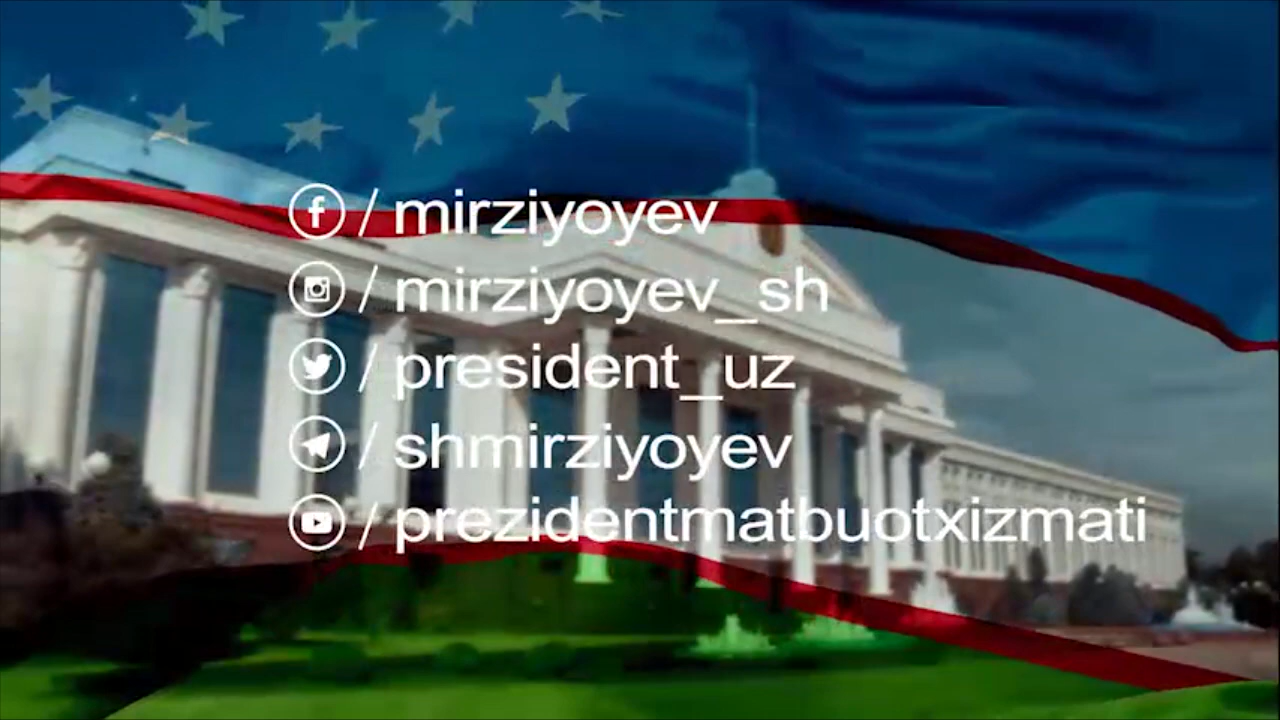 / mirziyoyev
/ mirziyoyev_sh
/ president_uz
/ shmirziyoyev
/ prezidentmatbuotxizmati